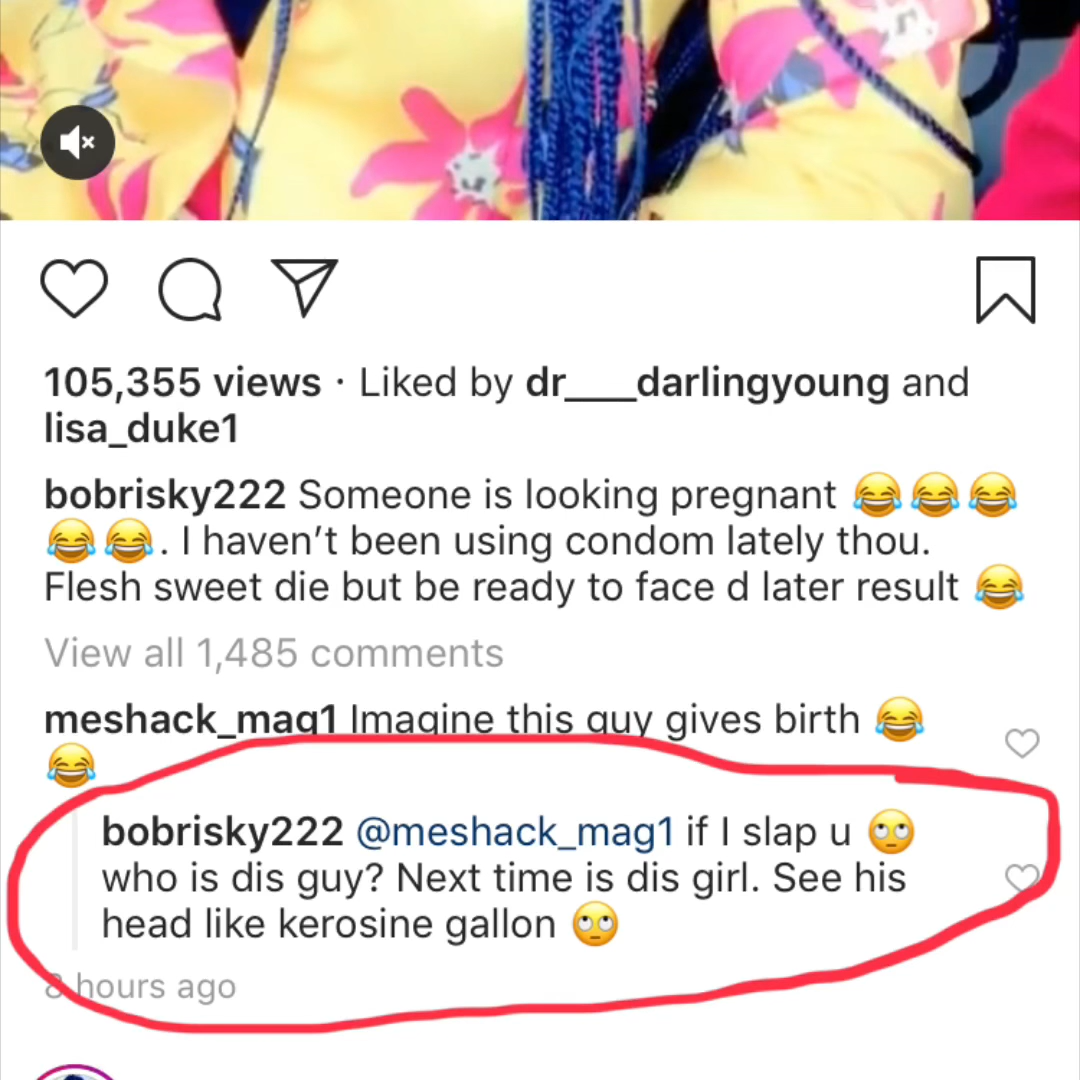 105,355 views · Liked by dr___darlingyoung and
lisa_duke1
bobrisky222 Someone is looking pregnant 😂😂😂
😂😂. I haven’t been using condom lately thou.
Flesh sweet die but be ready to face d later result 😂
View all 1,485 comments
meshack_mag1 Imagine this guy gives birth 😂
😂
bobrisky222 @meshack_mag1 if I slap u 🙄
who is dis guy? Next time is dis girl. See his
head like kerosine gallon 🙄
8 hours ago